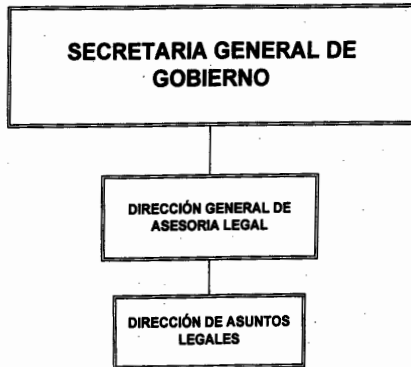 SECRETARIA GENERAL DE
GOBIERNO
DIRECCIÓN GENERAL DE
ASESORIA LEGAL
DIRECCIÓN DE ASUNTOS
LEGALES